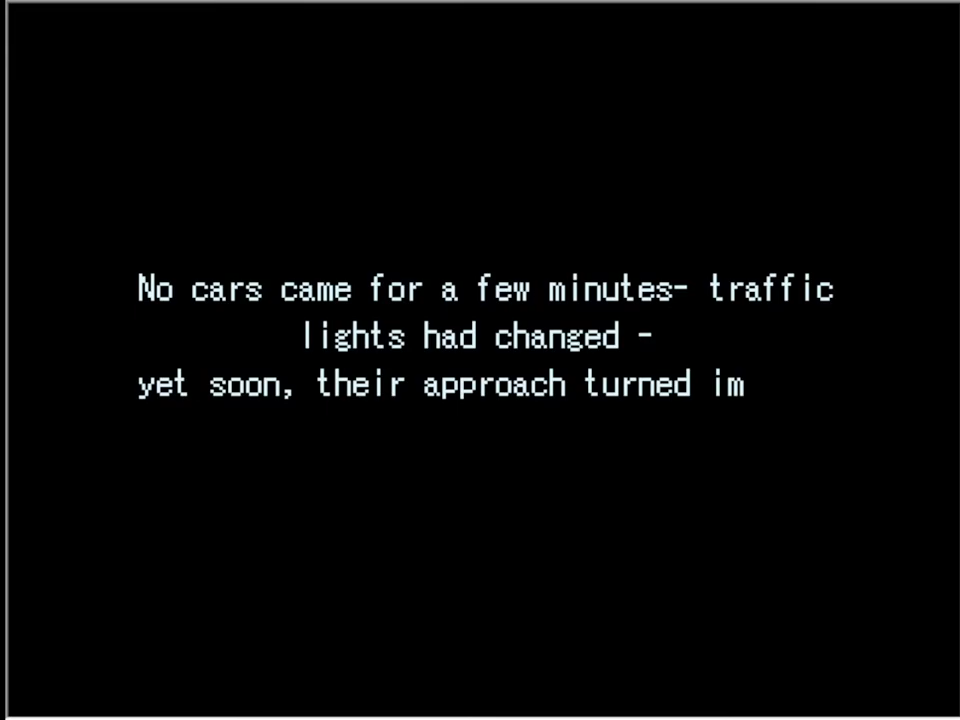 No cars came for a few minutes- traffic
lights had changed -
yet soon, their approach turned im